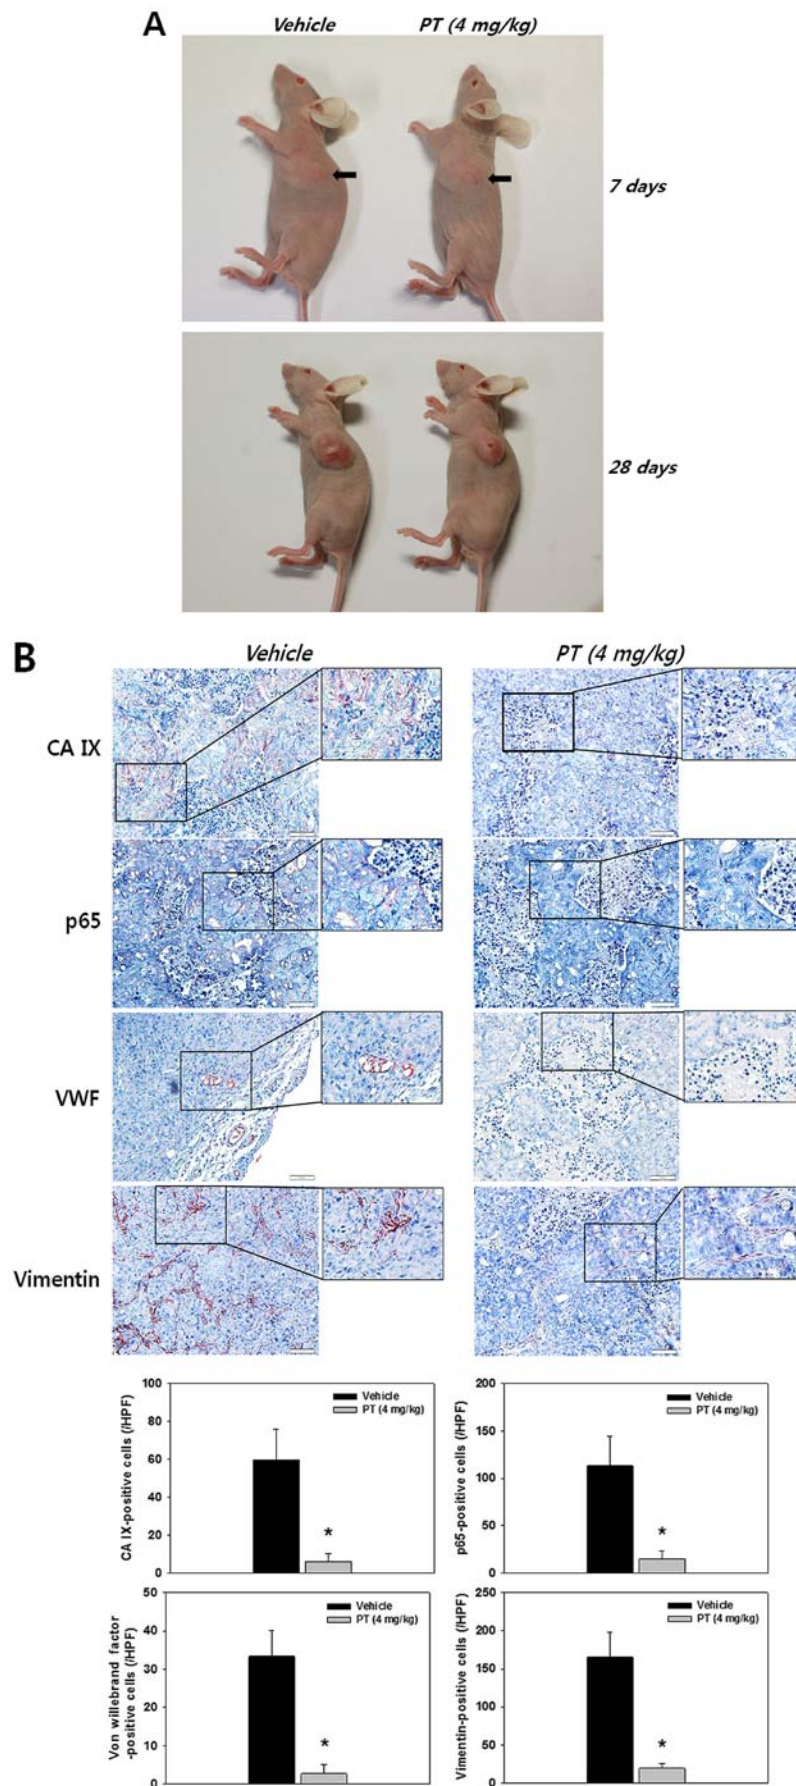 A
Vehicle PT (4 mg/kg)
7 days
28 days
B
Vehicle PT (4 mg/kg)
CA IX
p65
VWF
Vimentin
CA IX-positive cells (/HPF)
100
80
60
40
20
0
Vehicle
PT (4 mg/kg)
*
p65-positive cells (/HPF)
200
150
100
50
0
Vehicle
PT (4 mg/kg)
*
Von willebrand factor
-positive cells (/HPF)
50
40
30
20
10
0
Vehicle
PT (4 mg/kg)
*
Vimentin-positive cells (/HPF)
250
200
150
100
50
0
Vehicle
PT (4 mg/kg)
*